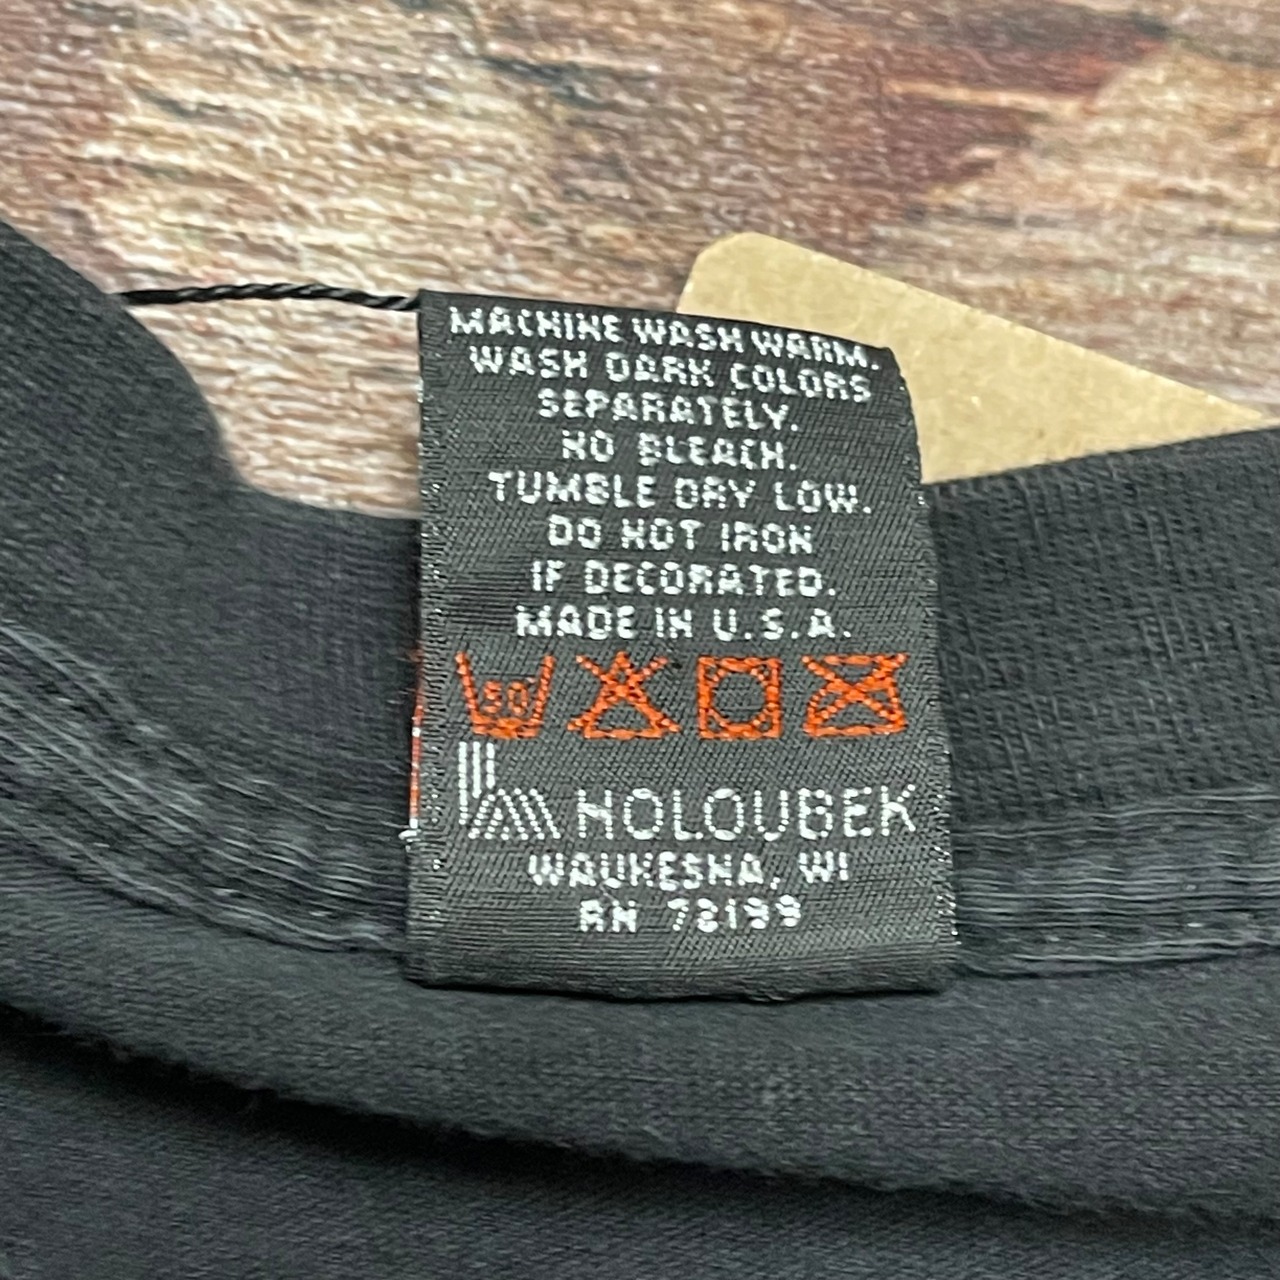 MACHINE WASH WARM.
WASH DARK COLORS
SEPARATELY.
NO BLEACH.
TUMBLE DRY LOW.
DO NOT IRON
IF DECORATED.
MADE IN U.S.A.
50
HOLOUBEK
WAUKESHA, WI
RN 78199